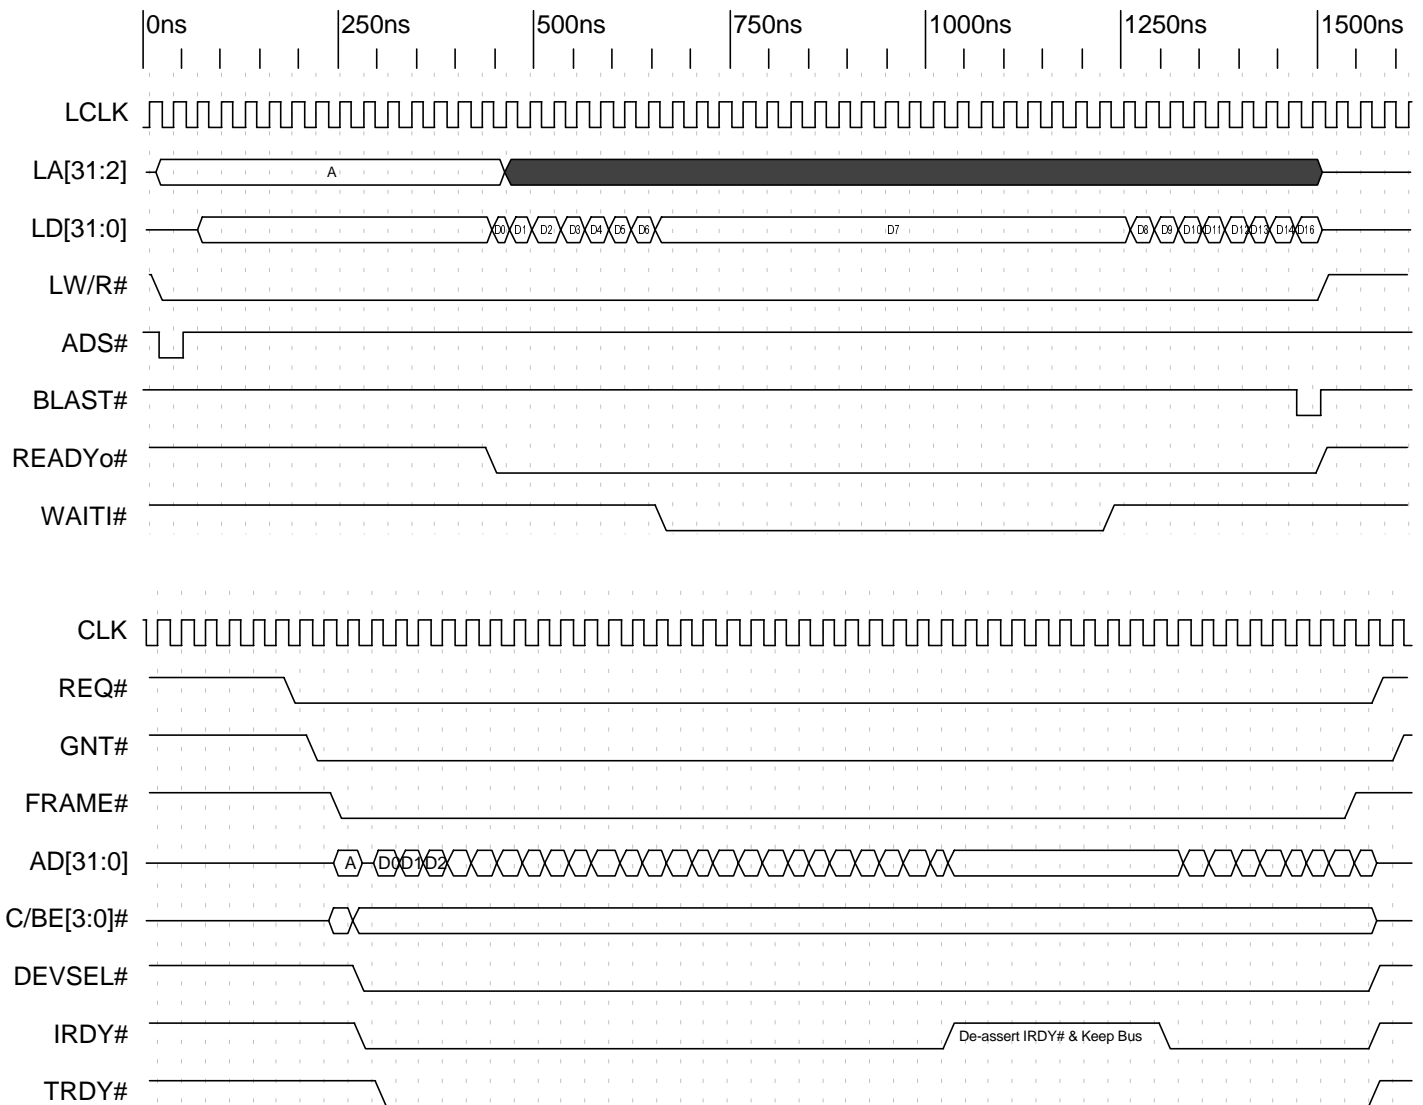 0ns 250ns 500ns 750ns 1000ns 1250ns 1500ns
LCLK
LA[31:2] A
LD[31:0] D0 D1 D2 D3 D4 D5 D6 D7 D8 D9 D10 D11 D12 D13 D14 D16
LW/R#
ADS#
BLAST#
READYo#
WAITI#
CLK
REQ#
GNT#
FRAME#
AD[31:0] A D0 D1 D2
C/BE[3:0]#
DEVSEL#
IRDY# De-assert IRDY# & Keep Bus
TRDY#